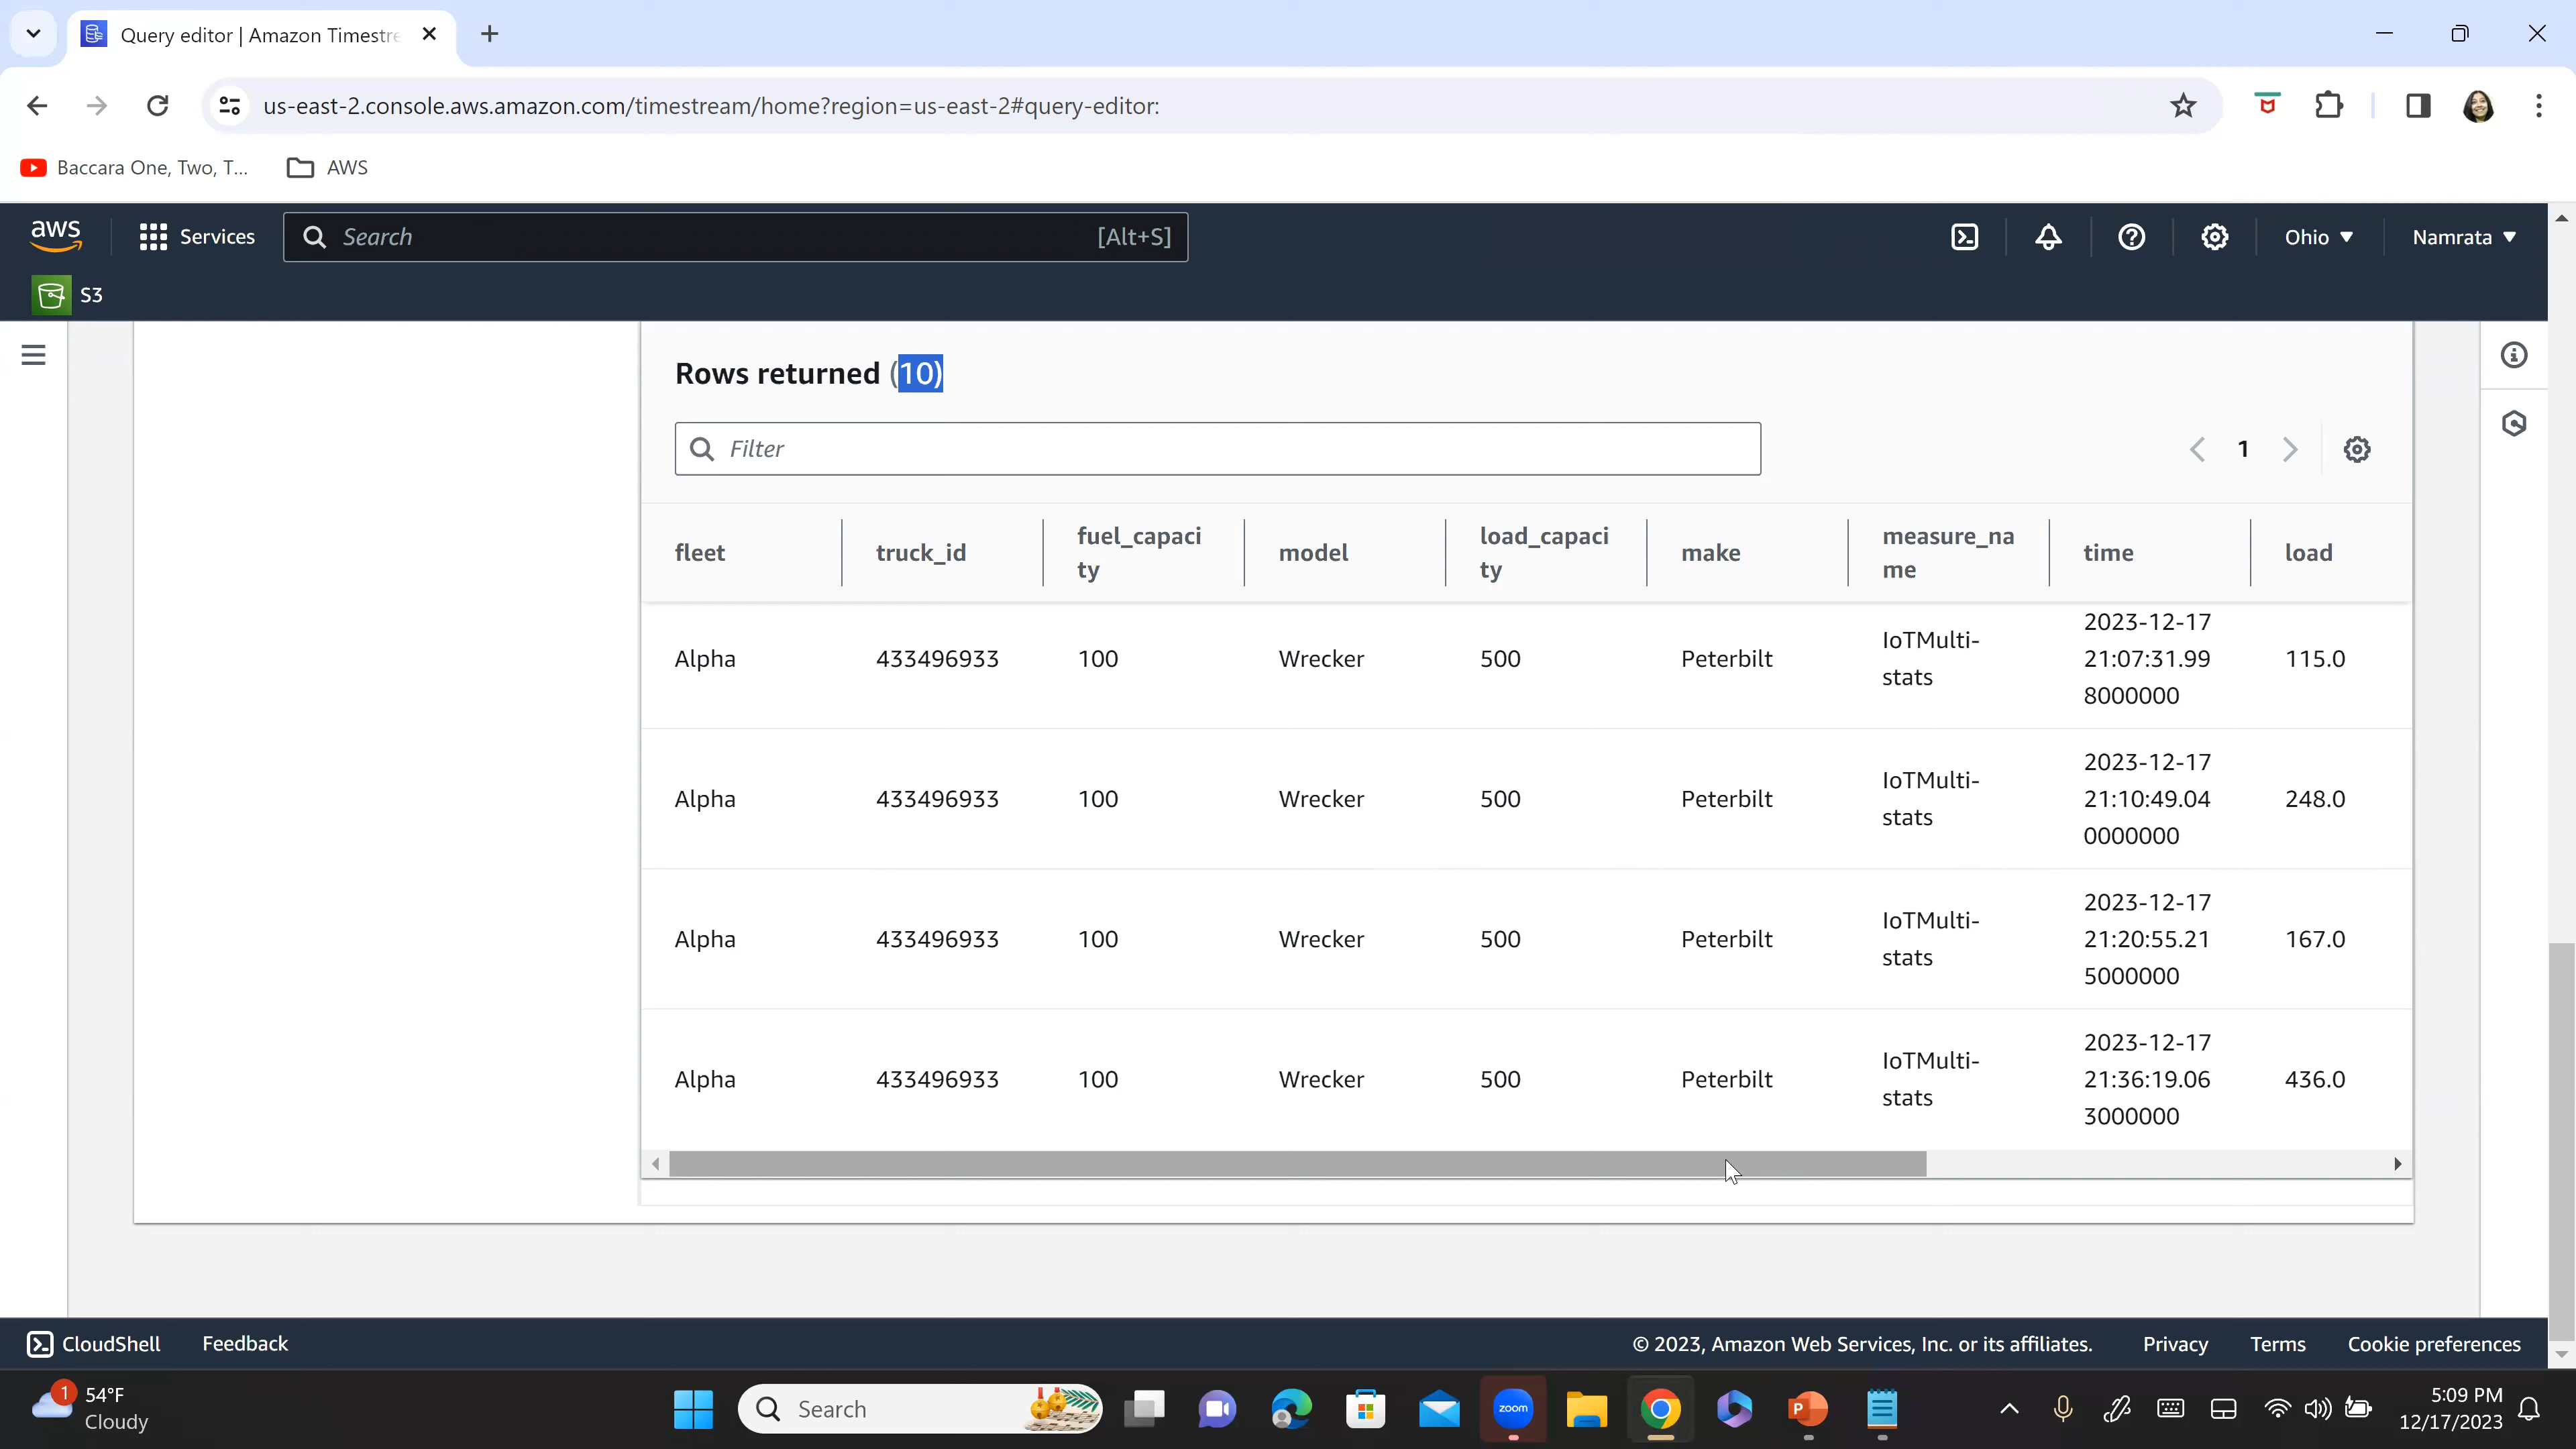 Query editor | Amazon Timestre
us-east-2.console.aws.amazon.com/timestream/home?region=us-east-2#query-editor:
Baccara One, Two, T...
AWS
aws
Services
Search
[Alt+S]
Ohio
Namrata
S3
Rows returned (10)
Filter
1
fleet
truck_id
fuel_capaci
ty
model
load_capaci
ty
make
measure_na
me
time
load
Alpha
433496933
100
Wrecker
500
Peterbilt
IoTMulti-
stats
2023-12-17
21:07:31.99
8000000
115.0
Alpha
433496933
100
Wrecker
500
Peterbilt
IoTMulti-
stats
2023-12-17
21:10:49.04
0000000
248.0
Alpha
433496933
100
Wrecker
500
Peterbilt
IoTMulti-
stats
2023-12-17
21:20:55.21
5000000
167.0
Alpha
433496933
100
Wrecker
500
Peterbilt
IoTMulti-
stats
2023-12-17
21:36:19.06
3000000
436.0
CloudShell
Feedback
© 2023, Amazon Web Services, Inc. or its affiliates.
Privacy
Terms
Cookie preferences
1
54°F
Cloudy
Search
zoom
P
5:09 PM
12/17/2023